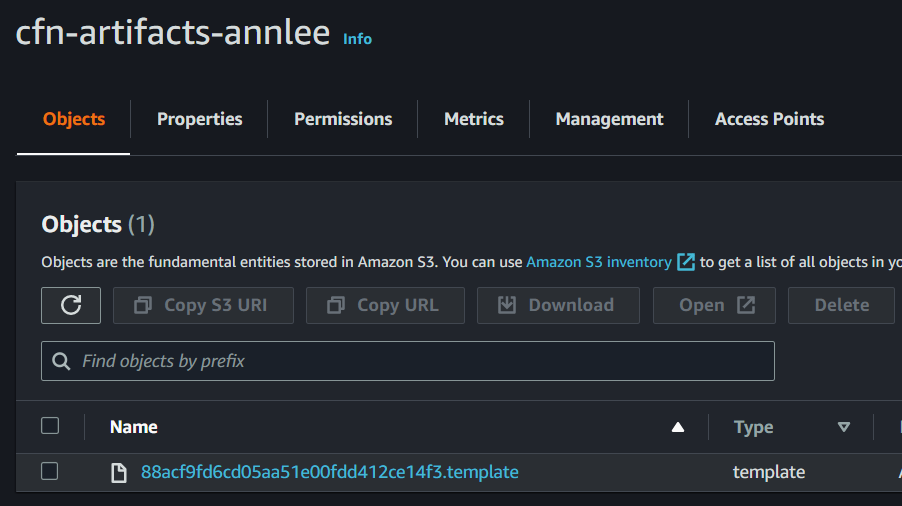 cfn-artifacts-annlee Info
Objects Properties Permissions Metrics Management Access Points
Objects (1)
Objects are the fundamental entities stored in Amazon S3. You can use Amazon S3 inventory to get a list of all objects in
Copy S3 URI Copy URL Download Open Delete
Find objects by prefix
Name Type
88acf9fd6cd05aa51e00fdd412ce14f3.template template